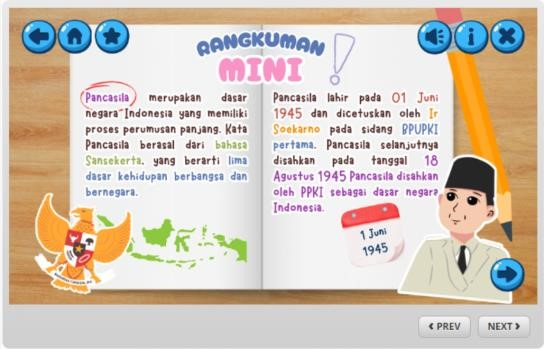 RANGKUMAN
MINI!
Pancasila merupakan dasar
negara Indonesia yang memiliki
proses perumusan panjang. Kata
Pancasila berasal dari bahasa
Sansekerta. yang berarti lima
dasar kehidupan berbangsa dan
bernegara.
Pancasila lahir pada 01 Juni
1945 dan dicetuskan oleh Ir
Soekarno pada sidang BPUPKI
pertama. Pancasila selanjutnya
disahkan pada tanggal 18
Agustus 1945 Pancasila disahkan
oleh PPKI sebagai dasar negara
Indonesia.
1 Juni
1945
PREV
NEXT